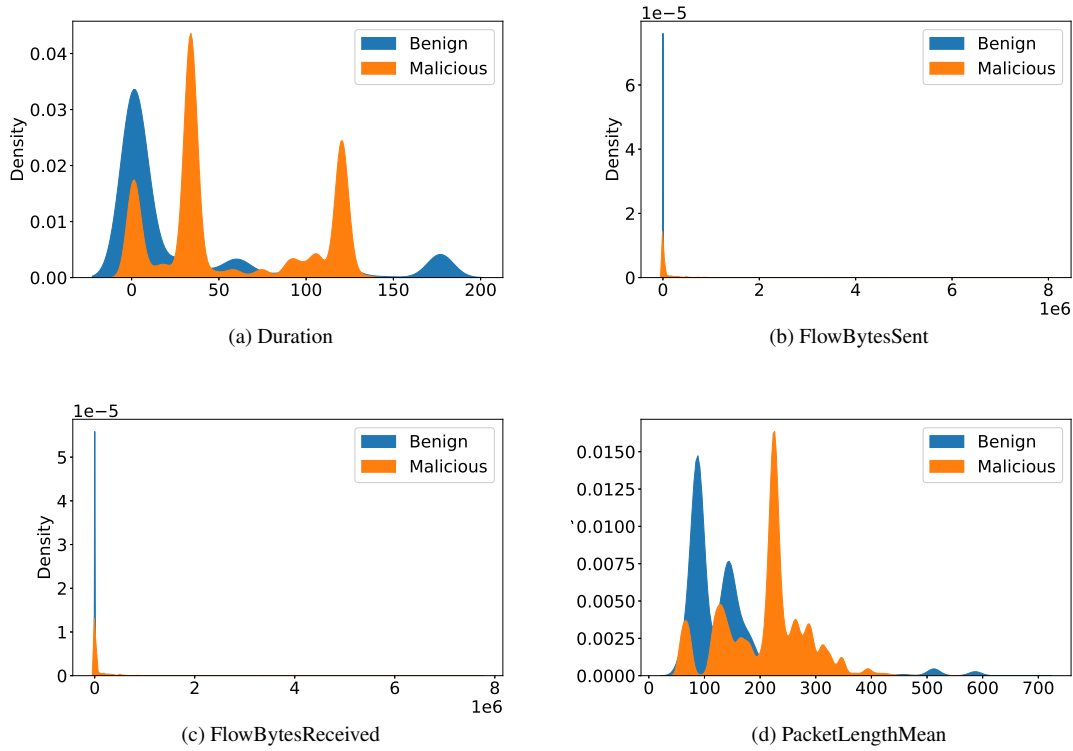 1e−5
0.04
0.03
0.02
0.01
0.00
Density
0
50
100
150
200
Benign
Malicious
(a) Duration
6
4
2
0
Density
0
2
4
6
8
1e6
Benign
Malicious
(b) FlowBytesSent
1e−5
5
4
3
2
1
0
Density
0
2
4
6
8
1e6
Benign
Malicious
(c) FlowBytesReceived
0.0150
0.0125
0.0100
0.0075
0.0050
0.0025
0.0000
0
100
200
300
400
500
600
700
Benign
Malicious
(d) PacketLengthMean